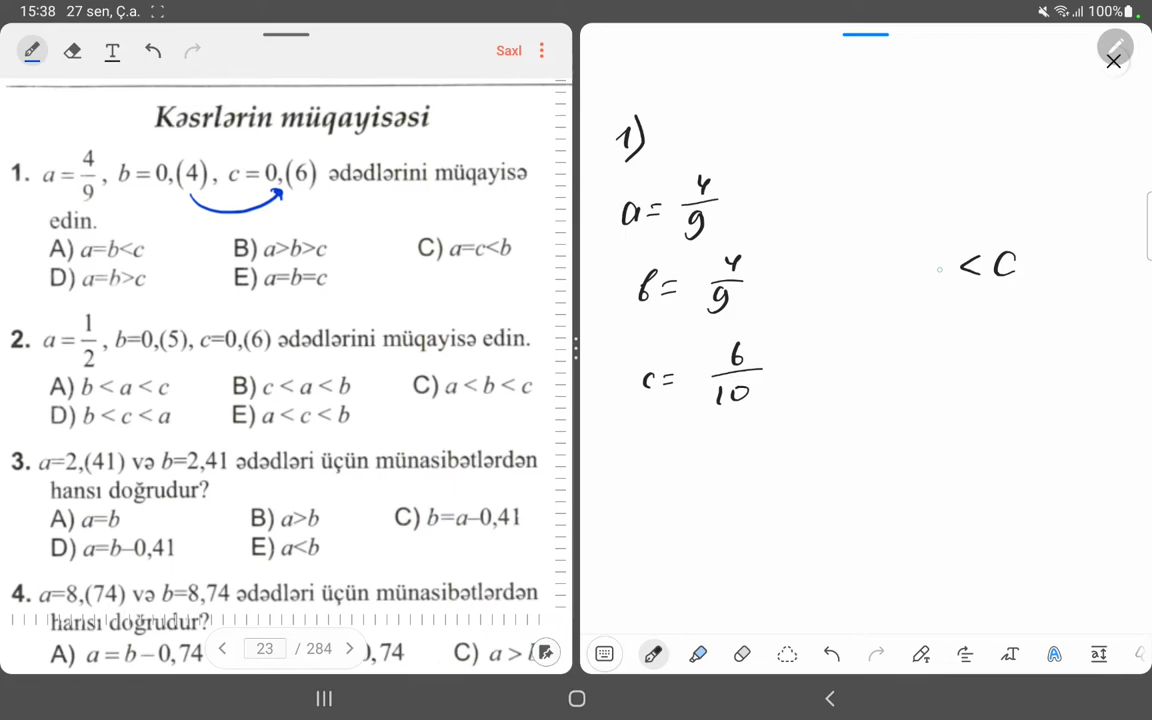 15:38 27 sen, Ç.a. 100%
Saxl
Kəsrlərin müqayisəsi
1. a = 4/9, b = 0,(4), c = 0,(6) ədədlərini müqayisə
edin.
A) a=b<c B) a>b>c C) a=c<b
D) a=b>c E) a=b=c
2. a = 1/2, b=0,(5), c=0,(6) ədədlərini müqayisə edin.
A) b < a < c B) c < a < b C) a < b < c
D) b < c < a E) a < c < b
3. a=2,(41) və b=2,41 ədədləri üçün münasibətlərdən
hansı doğrudur?
A) a=b B) a>b C) b=a–0,41
D) a=b–0,41 E) a<b
4. a=8,(74) və b=8,74 ədədləri üçün münasibətlərdən
hansı doğrudur?
A) a = b – 0,74 0,74 C) a >
23 / 284
1)
a = 4/9
b = 4/9
c = 6/10
< C